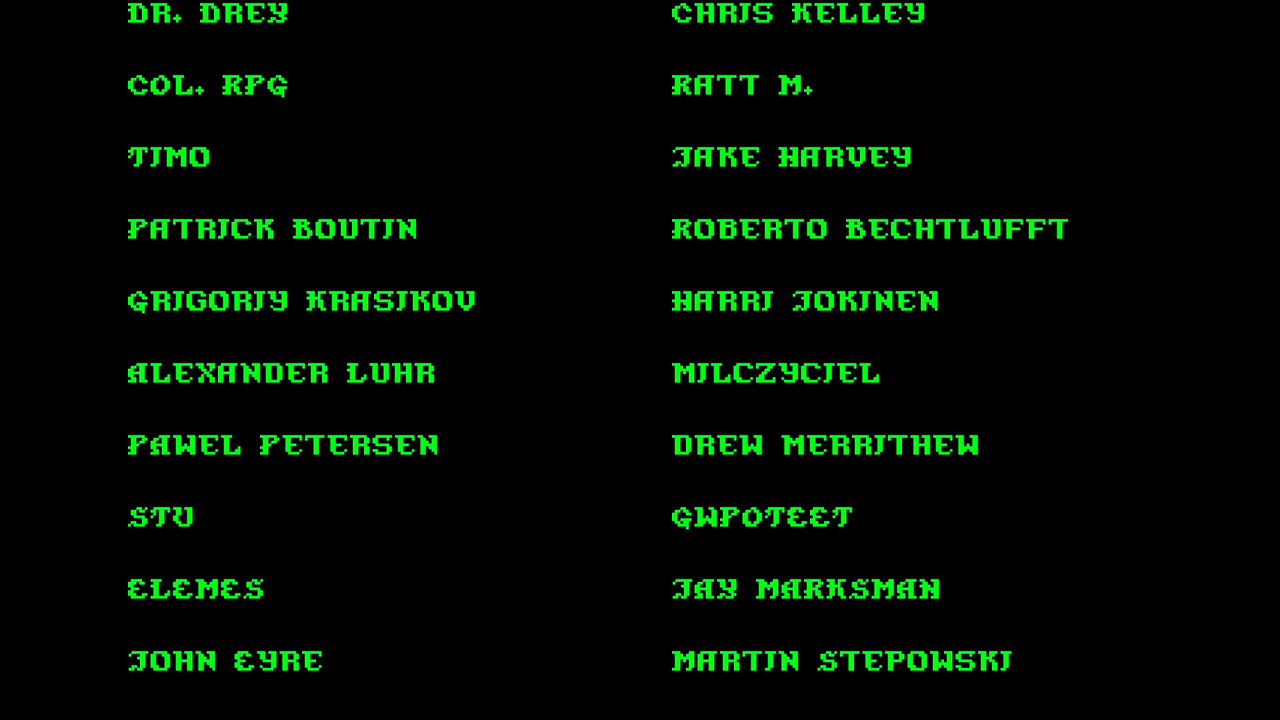 DR. DREY
CHRIS KELLEY
COL. RPG
RATT M.
TIMO
JAKE HARVEY
PATRICK BOUTIN
ROBERTO BECHTLUFFT
GRIGORIY KRASIKOV
HARRI JOKINEN
ALEXANDER LUHR
MILCZYCIEL
PAWEL PETERSEN
DREW MERRITHEW
STU
GWPOTEET
ELEMES
JAY MARKSMAN
JOHN EYRE
MARTIN STEPOWSKI